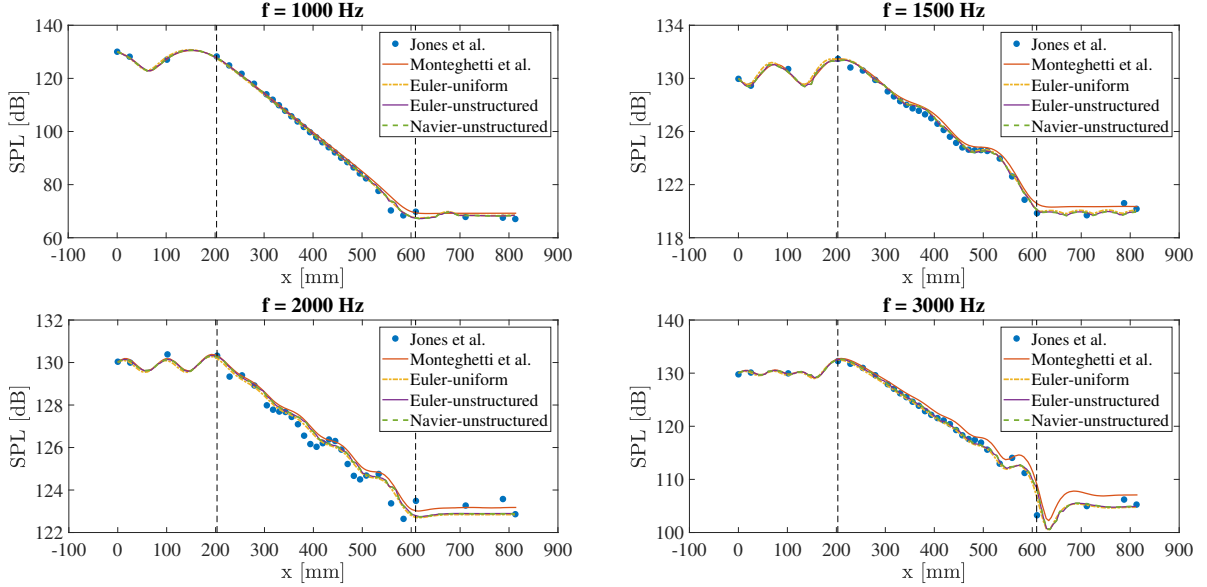 f = 1000 Hz
SPL [dB]
140
120
100
80
60
-100 0 100 200 300 400 500 600 700 800 900
x [mm]
Jones et al.
Monteghetti et al.
Euler-uniform
Euler-unstructured
Navier-unstructured
f = 1500 Hz
SPL [dB]
134
130
126
122
118
-100 0 100 200 300 400 500 600 700 800 900
x [mm]
Jones et al.
Monteghetti et al.
Euler-uniform
Euler-unstructured
Navier-unstructured
f = 2000 Hz
SPL [dB]
132
130
128
126
124
122
-100 0 100 200 300 400 500 600 700 800 900
x [mm]
Jones et al.
Monteghetti et al.
Euler-uniform
Euler-unstructured
Navier-unstructured
f = 3000 Hz
SPL [dB]
140
130
120
110
100
-100 0 100 200 300 400 500 600 700 800 900
x [mm]
Jones et al.
Monteghetti et al.
Euler-uniform
Euler-unstructured
Navier-unstructured